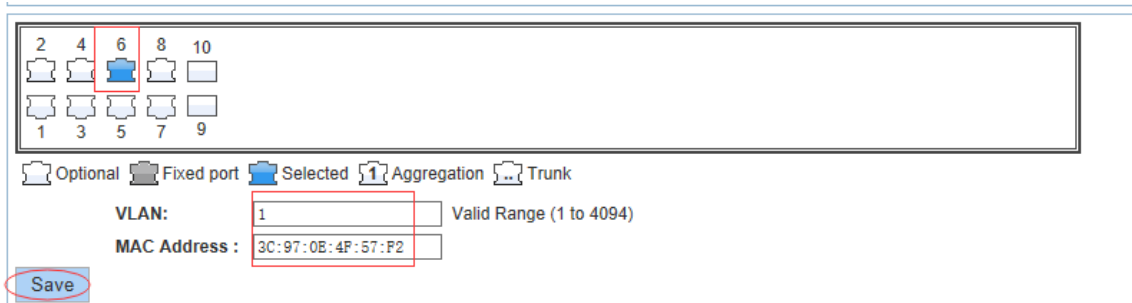 2 4 6 8 10
1 3 5 7 9
Optional Fixed port Selected 1 Aggregation .. Trunk
VLAN: 1 Valid Range (1 to 4094)
MAC Address : 3C:97:0E:4F:57:F2
Save